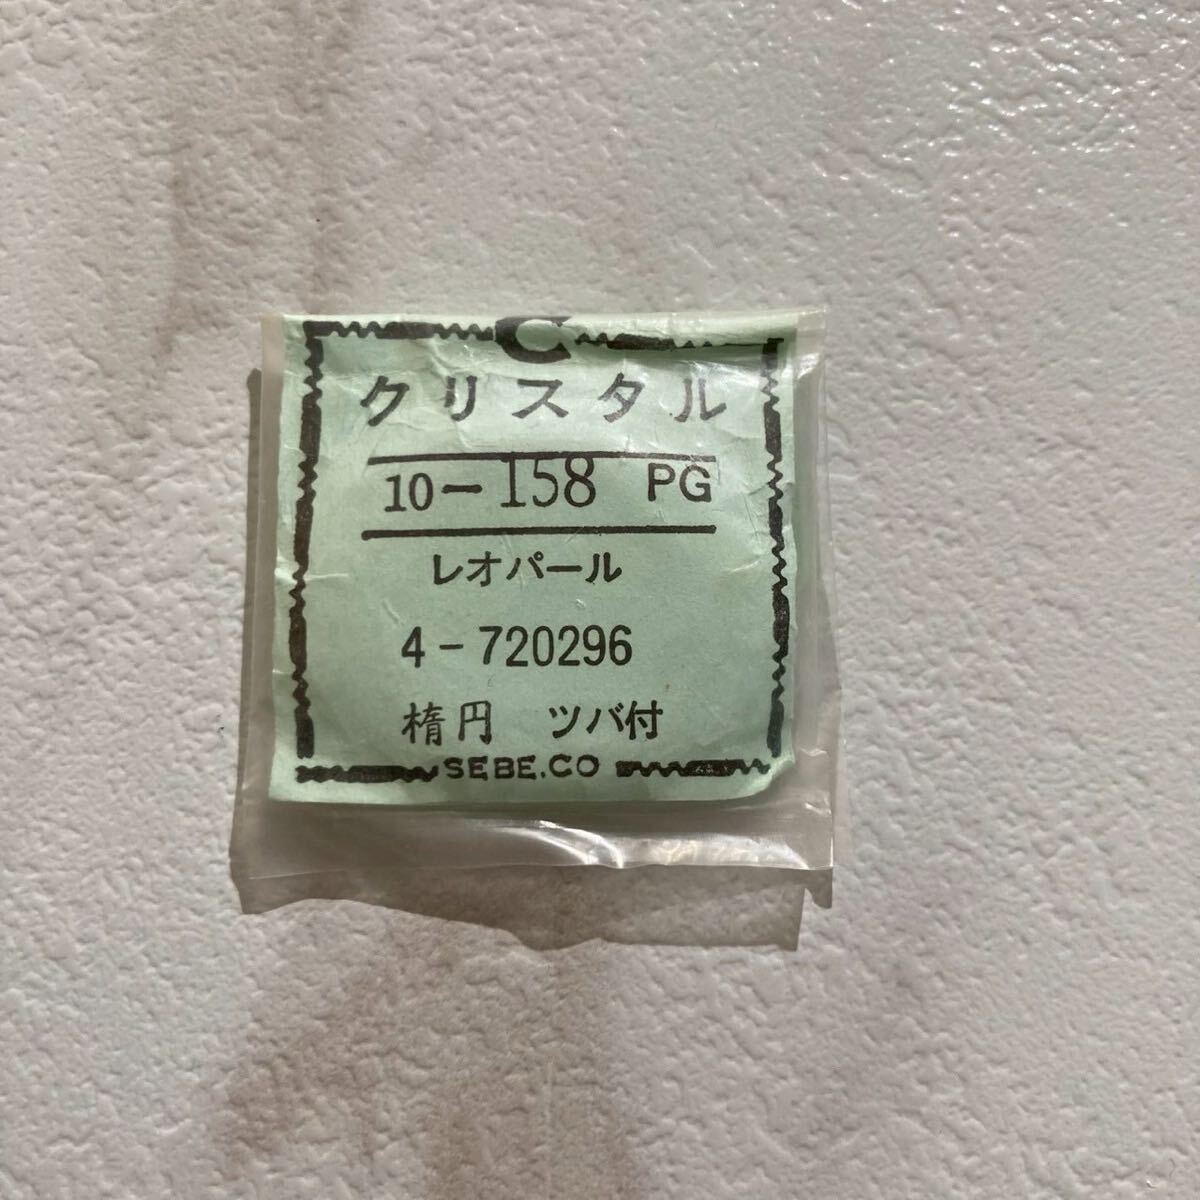 C
クリスタル
10-158 PG
レオパール
4-720296
楕円 ツバ付
SEBE.CO